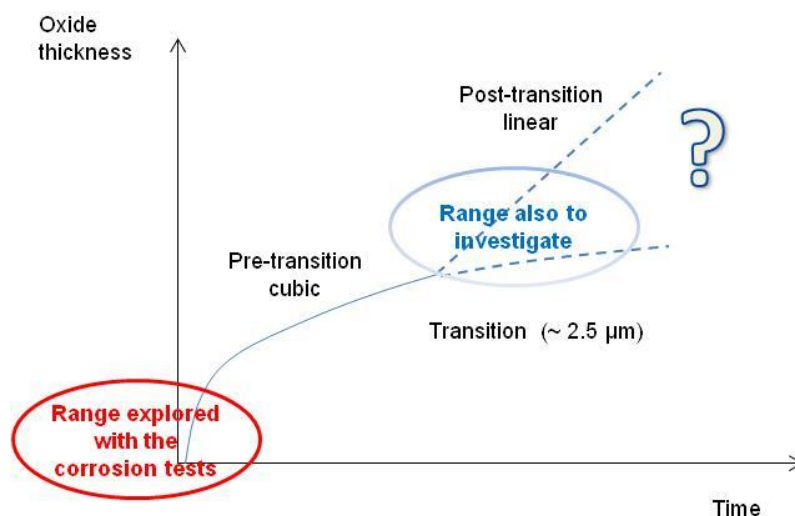 Oxide
thickness
Post-transition
linear
?
Range also to
investigate
Pre-transition
cubic
Transition (~ 2.5 µm)
Range explored
with the
corrosion tests
Time